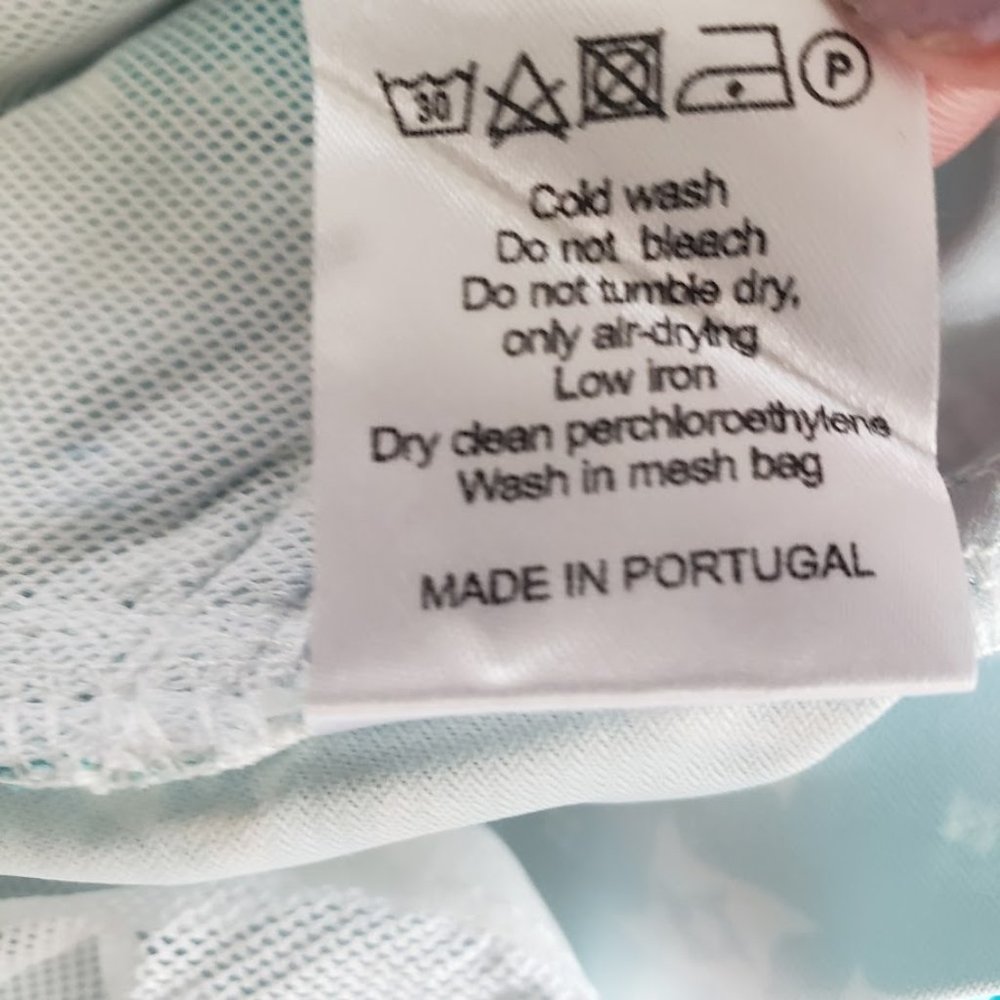 30 P
Cold wash
Do not bleach
Do not tumble dry,
only air-drying
Low iron
Dry clean perchloroethylene
Wash in mesh bag
MADE IN PORTUGAL